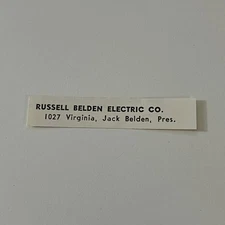 RUSSELL BELDEN ELECTRIC CO.
1027 Virginia, Jack Belden, Pres.